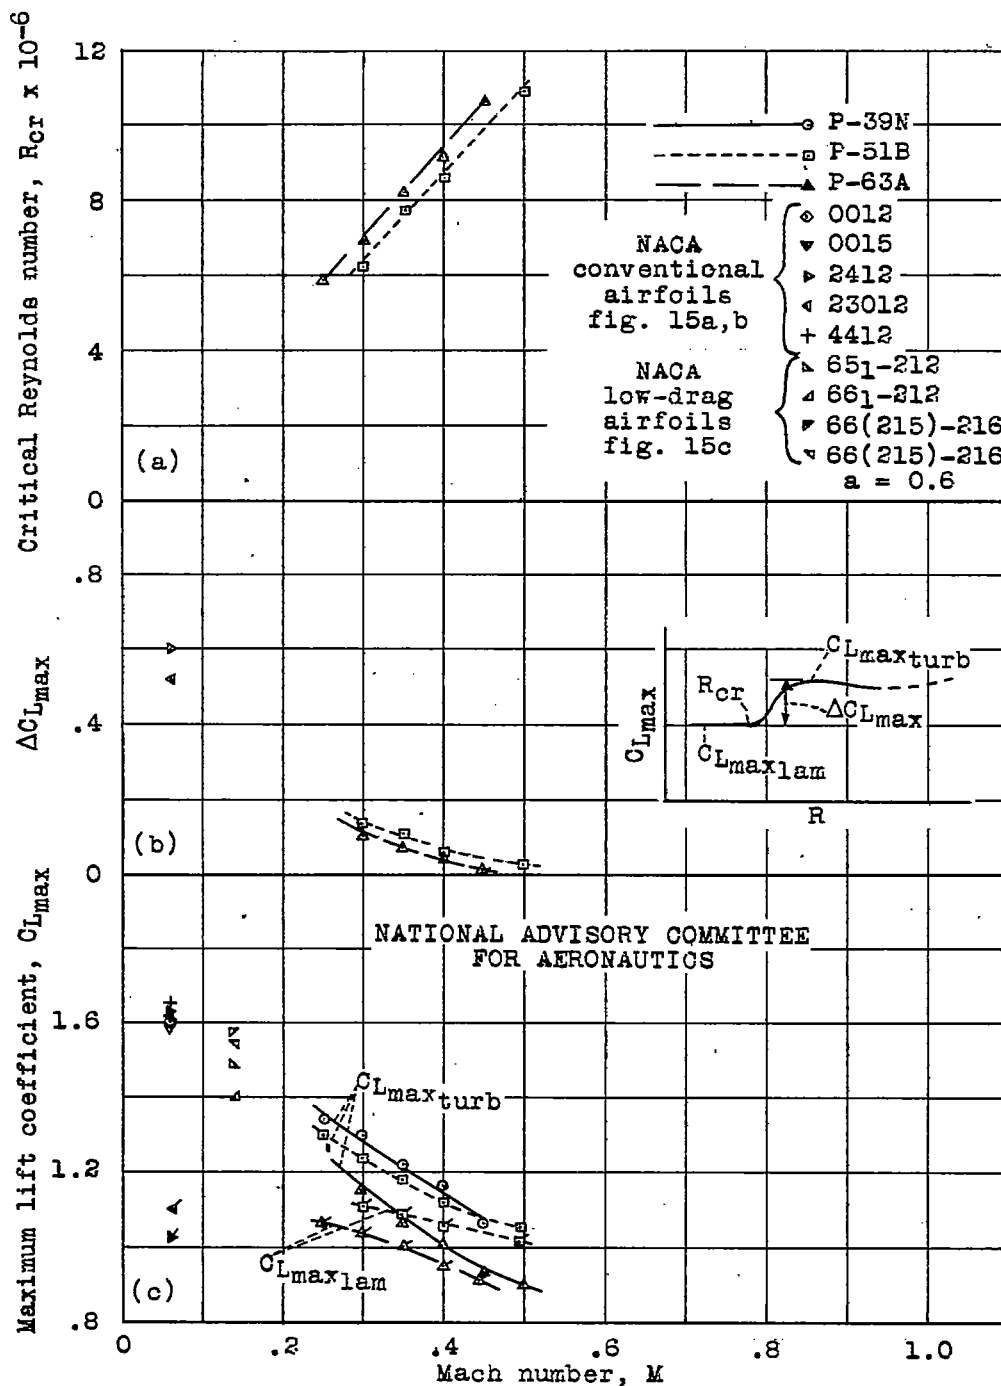 Critical Reynolds number, Rcr x 10-6
12
8
4
0
(a)
P-39N
P-51B
P-63A
0012
0015
2412
23012
4412
NACA
conventional
airfoils
fig. 15a,b
651-212
661-212
66(215)-216
66(215)-216
a = 0.6
NACA
low-drag
airfoils
fig. 15c
ΔCLmax
.8
.4
0
(b)
CLmax
Rcr
CLmaxturb
ΔCLmax
CLmaxlam
R
NATIONAL ADVISORY COMMITTEE
FOR AERONAUTICS
Maximum lift coefficient, CLmax
1.6
1.2
.8
(c)
CLmaxturb
CLmaxlam
0
.2
.4
.6
.8
1.0
Mach number, M